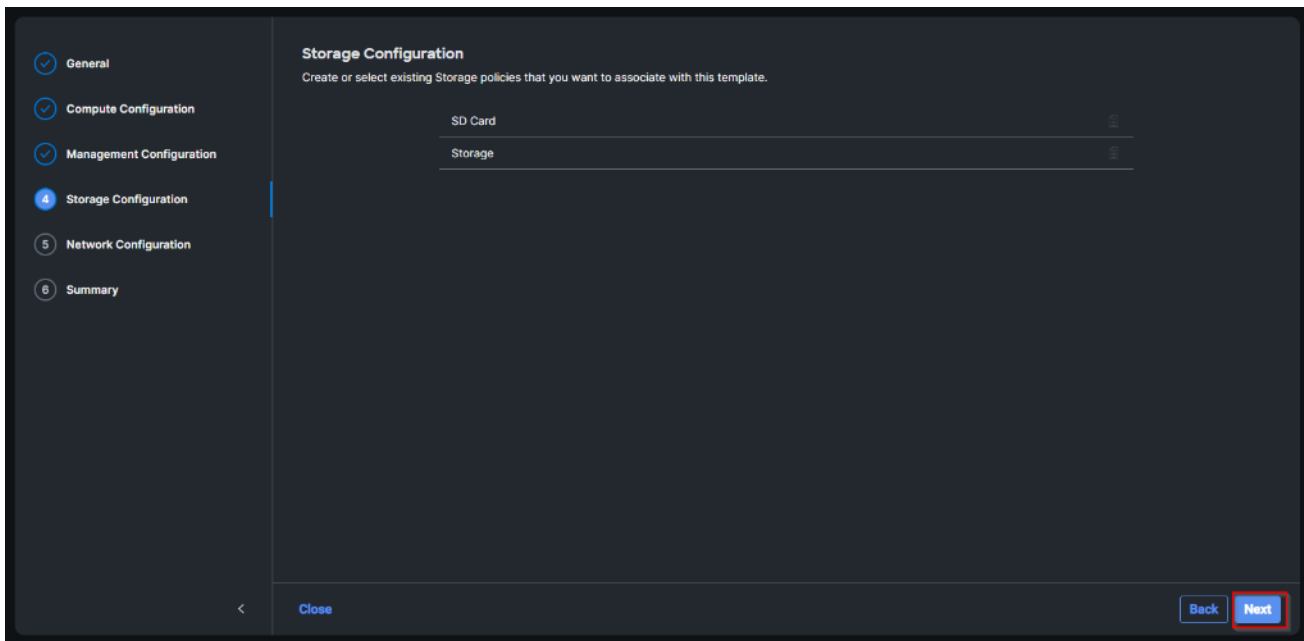 General
Compute Configuration
Management Configuration
4 Storage Configuration
5 Network Configuration
6 Summary
Storage Configuration
Create or select existing Storage policies that you want to associate with this template.
SD Card
Storage
Close
Back
Next